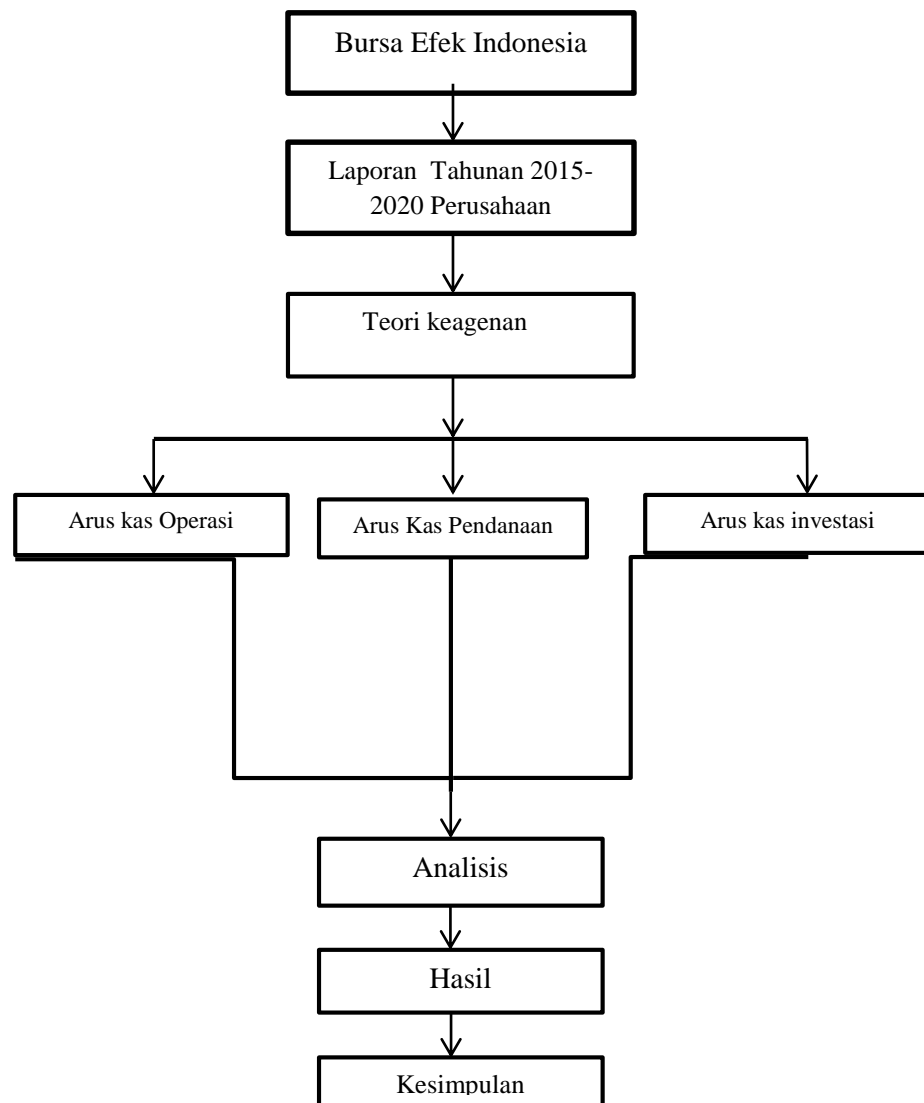 Bursa Efek Indonesia
Laporan Tahunan 2015-
2020 Perusahaan
Teori keagenan
Arus kas Operasi
Arus Kas Pendanaan
Arus kas investasi
Analisis
Hasil
Kesimpulan